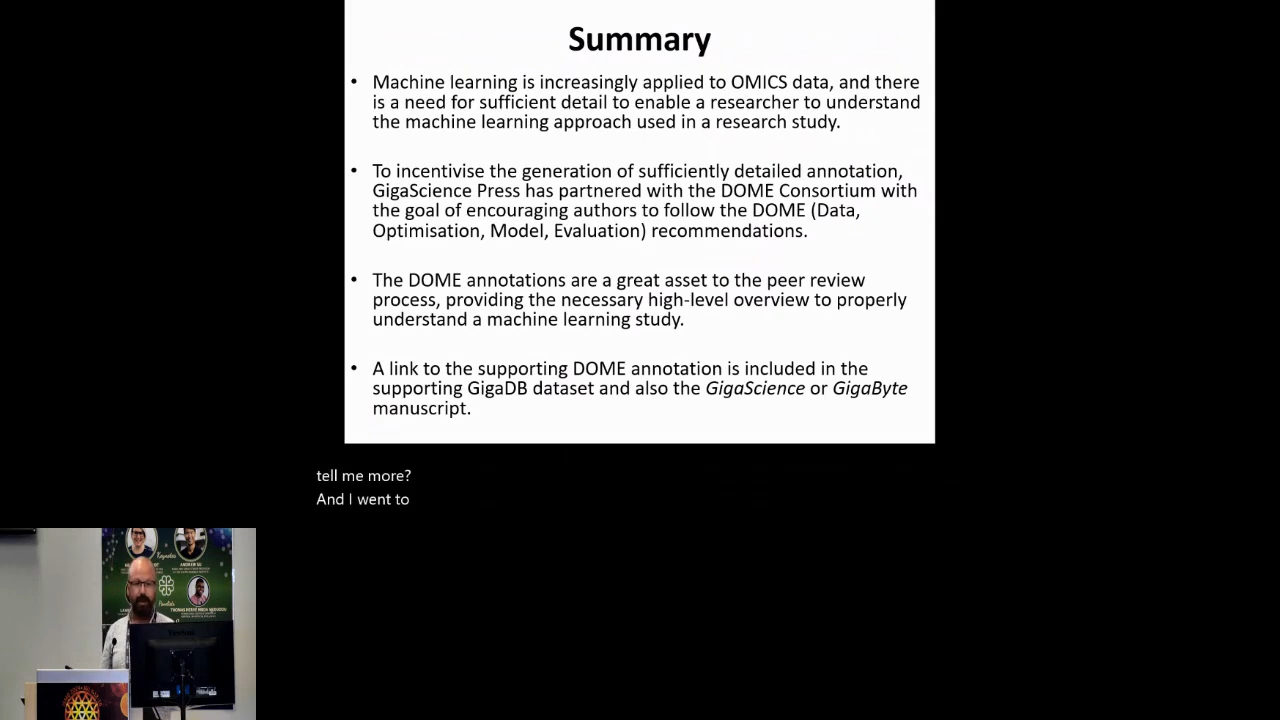 Summary
• Machine learning is increasingly applied to OMICS data, and there
is a need for sufficient detail to enable a researcher to understand
the machine learning approach used in a research study.
• To incentivise the generation of sufficiently detailed annotation,
GigaScience Press has partnered with the DOME Consortium with
the goal of encouraging authors to follow the DOME (Data,
Optimisation, Model, Evaluation) recommendations.
• The DOME annotations are a great asset to the peer review
process, providing the necessary high-level overview to properly
understand a machine learning study.
• A link to the supporting DOME annotation is included in the
supporting GigaDB dataset and also the GigaScience or GigaByte
manuscript.
tell me more?
And I went to
Keynotes
ANDREW SU
Panelists